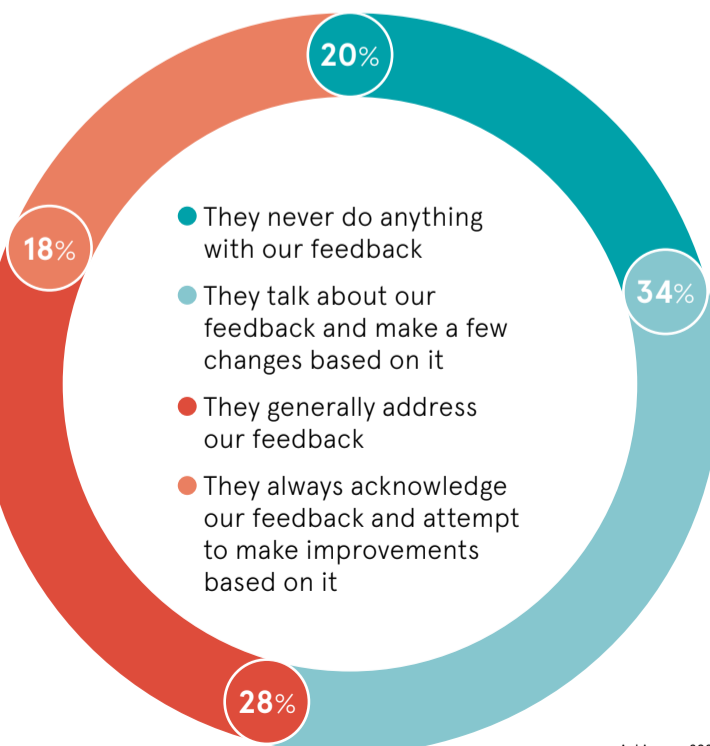 20%
18%
34%
They never do anything
with our feedback
They talk about our
feedback and make a few
changes based on it
They generally address
our feedback
They always acknowledge
our feedback and attempt
to make improvements
based on it
28%